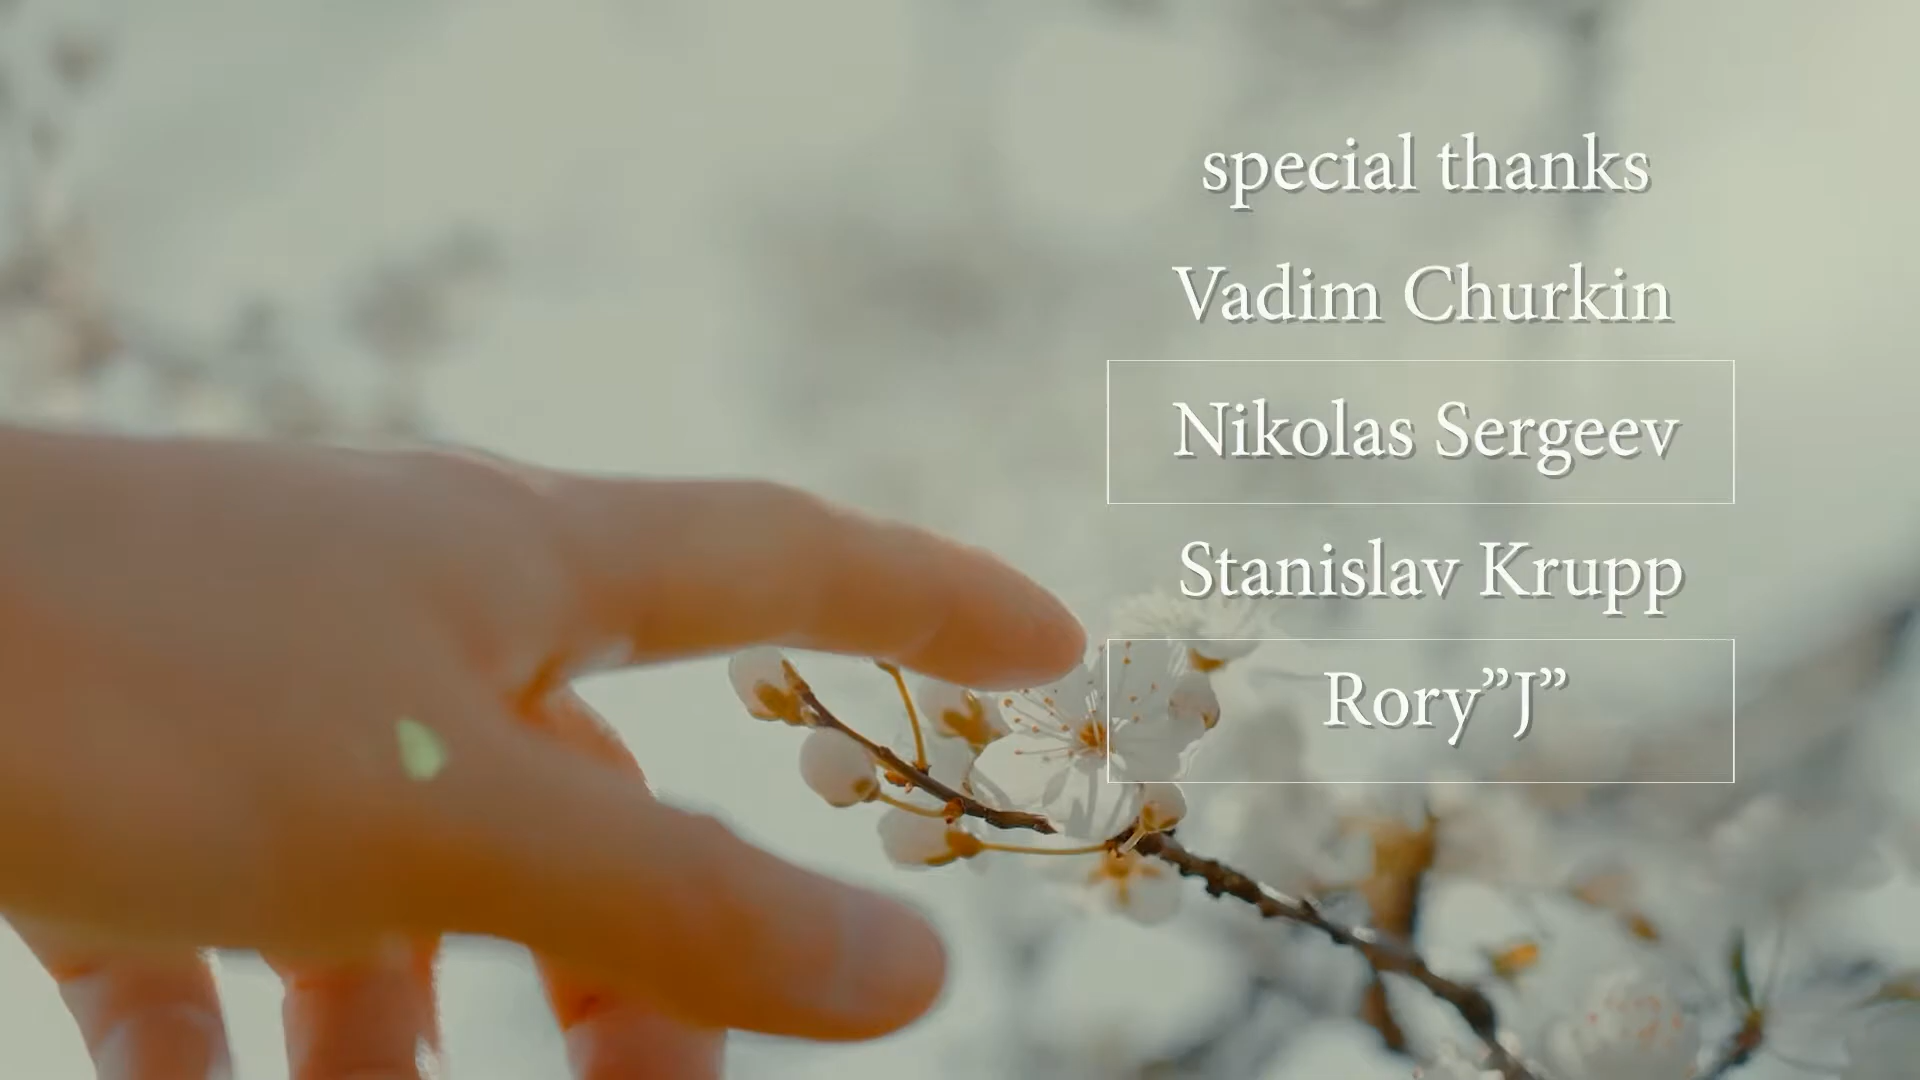 special thanks
Vadim Churkin
Nikolas Sergeev
Stanislav Krupp
Rory”J”